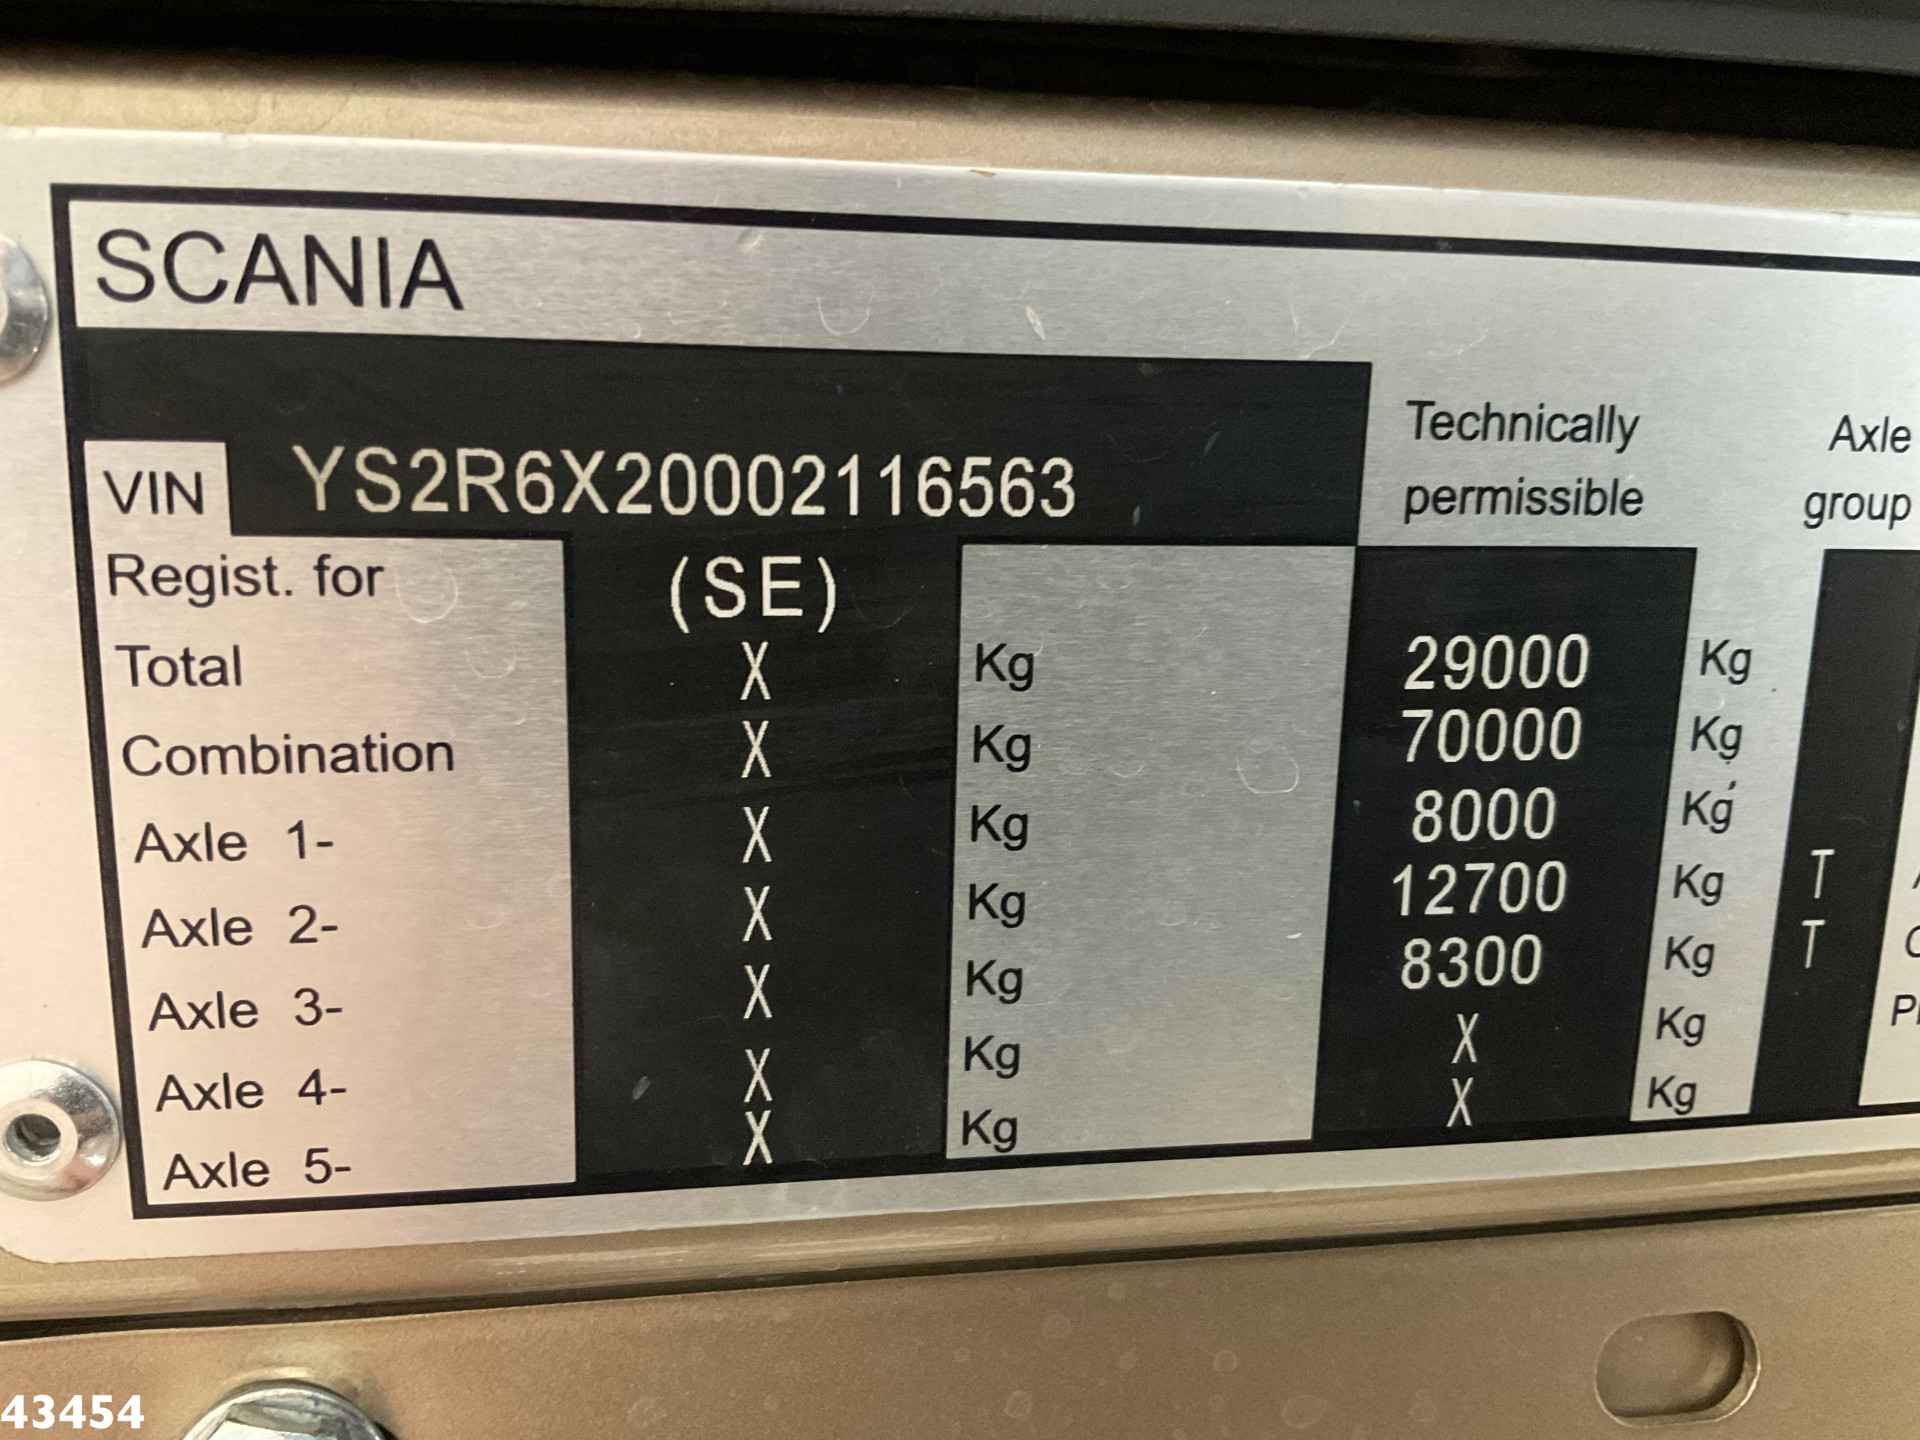 SCANIA
VIN YS2R6X20002116563 Technically permissible Axle group
Regist. for (SE)
Total X Kg 29000 Kg
Combination X Kg 70000 Kg
Axle 1- X Kg 8000 Kg
Axle 2- X Kg 12700 Kg T
Axle 3- X Kg 8300 Kg T
Axle 4- X Kg X Kg
Axle 5- X Kg X Kg
43454